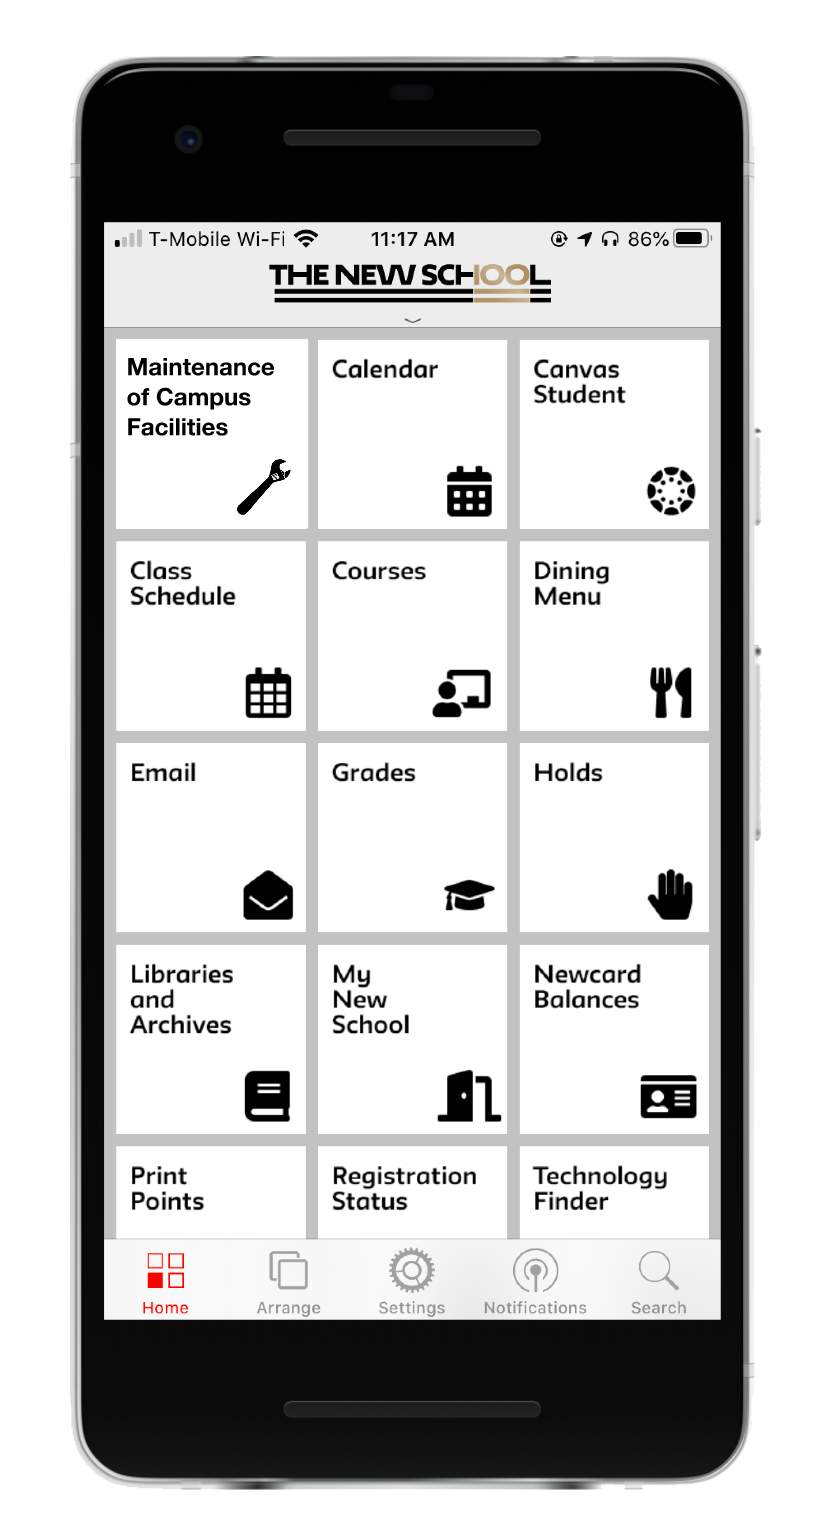 T-Mobile Wi-Fi 11:17 AM 86%
THE NEW SCHOOL
Maintenance
of Campus
Facilities
Calendar
Canvas
Student
Class
Schedule
Courses
Dining
Menu
Email
Grades
Holds
Libraries
and
Archives
My
New
School
Newcard
Balances
Print
Points
Registration
Status
Technology
Finder
Home
Arrange
Settings
Notifications
Search